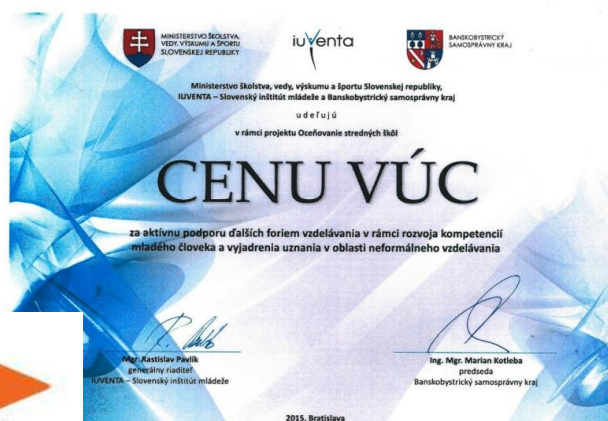 MINISTERSTVO ŠKOLSTVA,
VEDY, VÝSKUMU A ŠPORTU
SLOVENSKEJ REPUBLIKY
iuventa
BANSKOBYSTRICKÝ
SAMOSPRÁVNY KRAJ
Ministerstvo školstva, vedy, výskumu a športu Slovenskej republiky,
IUVENTA – Slovenský inštitút mládeže a Banskobystrický samosprávny kraj
udeľujú
v rámci projektu Oceňovanie stredných škôl
CENU VÚC
za aktívnu podporu ďalších foriem vzdelávania v rámci rozvoja kompetencií
mladého človeka a vyjadrenia uznania v oblasti neformálneho vzdelávania
Mgr. Rastislav Pavlík
generálny riaditeľ
IUVENTA – Slovenský inštitút mládeže
Ing. Mgr. Marian Kotleba
predseda
Banskobystrický samosprávny kraj
2015, Bratislava